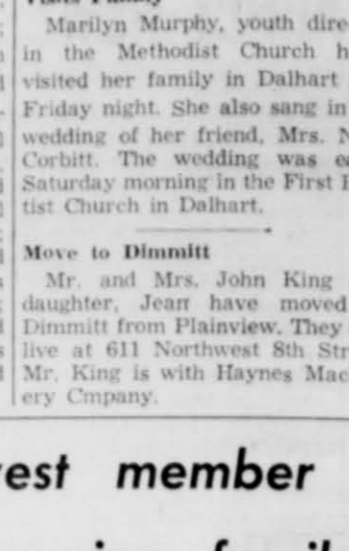 Marilyn Murphy, youth dire
in the Methodist Church h
visited her family in Dalhart
Friday night. She also sang in
wedding of her friend, Mrs. N
Corbitt. The wedding was
Saturday morning in the First
tist Church in Dalhart.
Move to Dimmitt
Mr. and Mrs. John King
daughter, Jean have moved
Dimmitt from Plainview. They
live at 611 Northwest 8th Str
Mr. King is with Haynes Mac
ery Cmpany.
est member